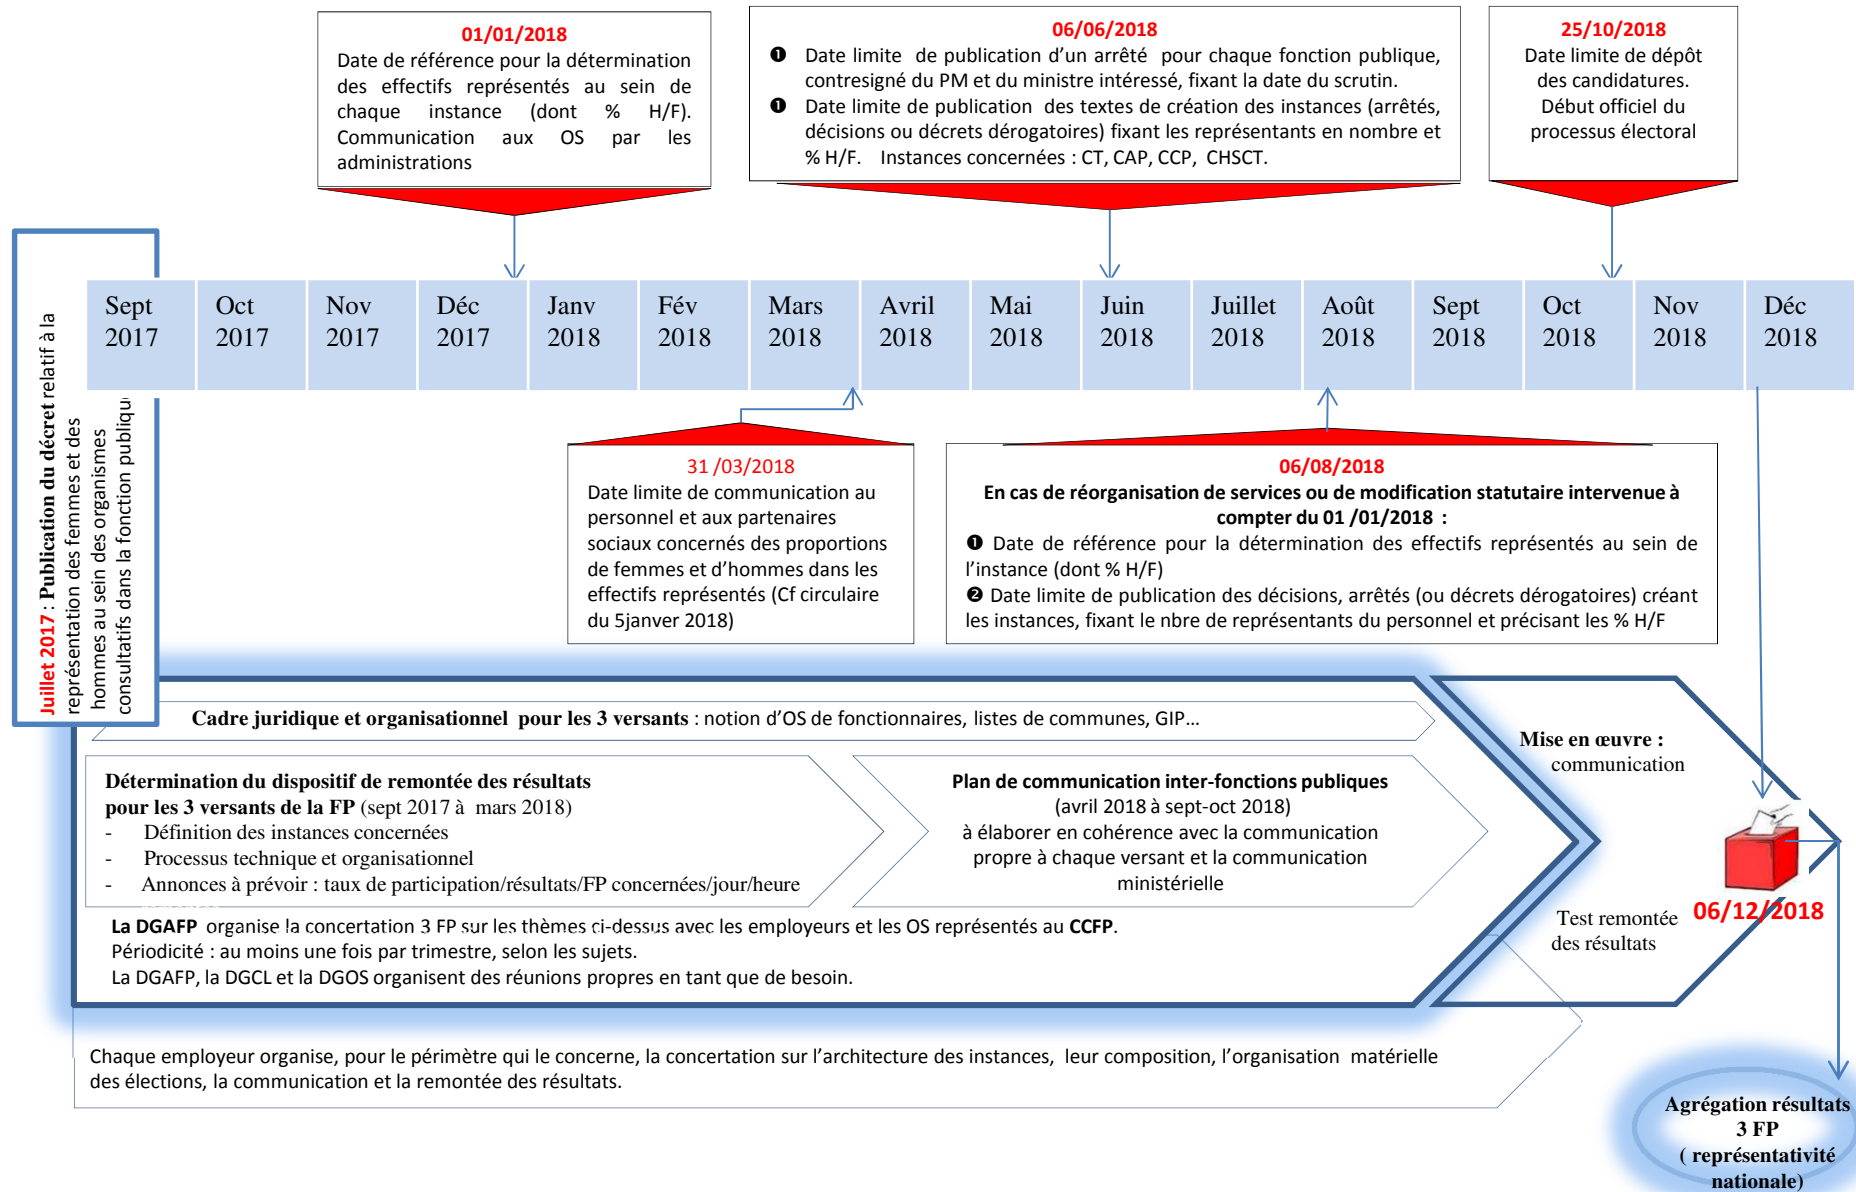 01/01/2018
Date de référence pour la détermination
des effectifs représentés au sein de
chaque instance (dont % H/F).
Communication aux OS par les
administrations
06/06/2018
❶ Date limite de publication d’un arrêté pour chaque fonction publique,
contresigné du PM et du ministre intéressé, fixant la date du scrutin.
❶ Date limite de publication des textes de création des instances (arrêtés,
décisions ou décrets dérogatoires) fixant les représentants en nombre et
% H/F. Instances concernées : CT, CAP, CCP, CHSCT.
25/10/2018
Date limite de dépôt
des candidatures.
Début officiel du
processus électoral
Juillet 2017 : Publication du décret relatif à la
représentation des femmes et des
hommes au sein des organismes
consultatifs dans la fonction publique
Sept 2017
Oct 2017
Nov 2017
Déc 2017
Janv 2018
Fév 2018
Mars 2018
Avril 2018
Mai 2018
Juin 2018
Juillet 2018
Août 2018
Sept 2018
Oct 2018
Nov 2018
Déc 2018
31 /03/2018
Date limite de communication au
personnel et aux partenaires
sociaux concernés des proportions
de femmes et d’hommes dans les
effectifs représentés (Cf circulaire
du 5janver 2018)
06/08/2018
En cas de réorganisation de services ou de modification statutaire intervenue à
compter du 01 /01/2018 :
❶ Date de référence pour la détermination des effectifs représentés au sein de
l’instance (dont % H/F)
❷ Date limite de publication des décisions, arrêtés (ou décrets dérogatoires) créant
les instances, fixant le nbre de représentants du personnel et précisant les % H/F
Cadre juridique et organisationnel pour les 3 versants : notion d’OS de fonctionnaires, listes de communes, GIP...
Détermination du dispositif de remontée des résultats
pour les 3 versants de la FP (sept 2017 à mars 2018)
- Définition des instances concernées
- Processus technique et organisationnel
- Annonces à prévoir : taux de participation/résultats/FP concernées/jour/heure
Plan de communication inter-fonctions publiques
(avril 2018 à sept-oct 2018)
à élaborer en cohérence avec la communication
propre à chaque versant et la communication
ministérielle
La DGAFP organise la concertation 3 FP sur les thèmes ci-dessus avec les employeurs et les OS représentés au CCFP.
Périodicité : au moins une fois par trimestre, selon les sujets.
La DGAFP, la DGCL et la DGOS organisent des réunions propres en tant que de besoin.
Mise en œuvre :
communication
Test remontée
des résultats
06/12/2018
Chaque employeur organise, pour le périmètre qui le concerne, la concertation sur l’architecture des instances, leur composition, l’organisation matérielle
des élections, la communication et la remontée des résultats.
Agrégation résultats
3 FP
( représentativité
nationale)